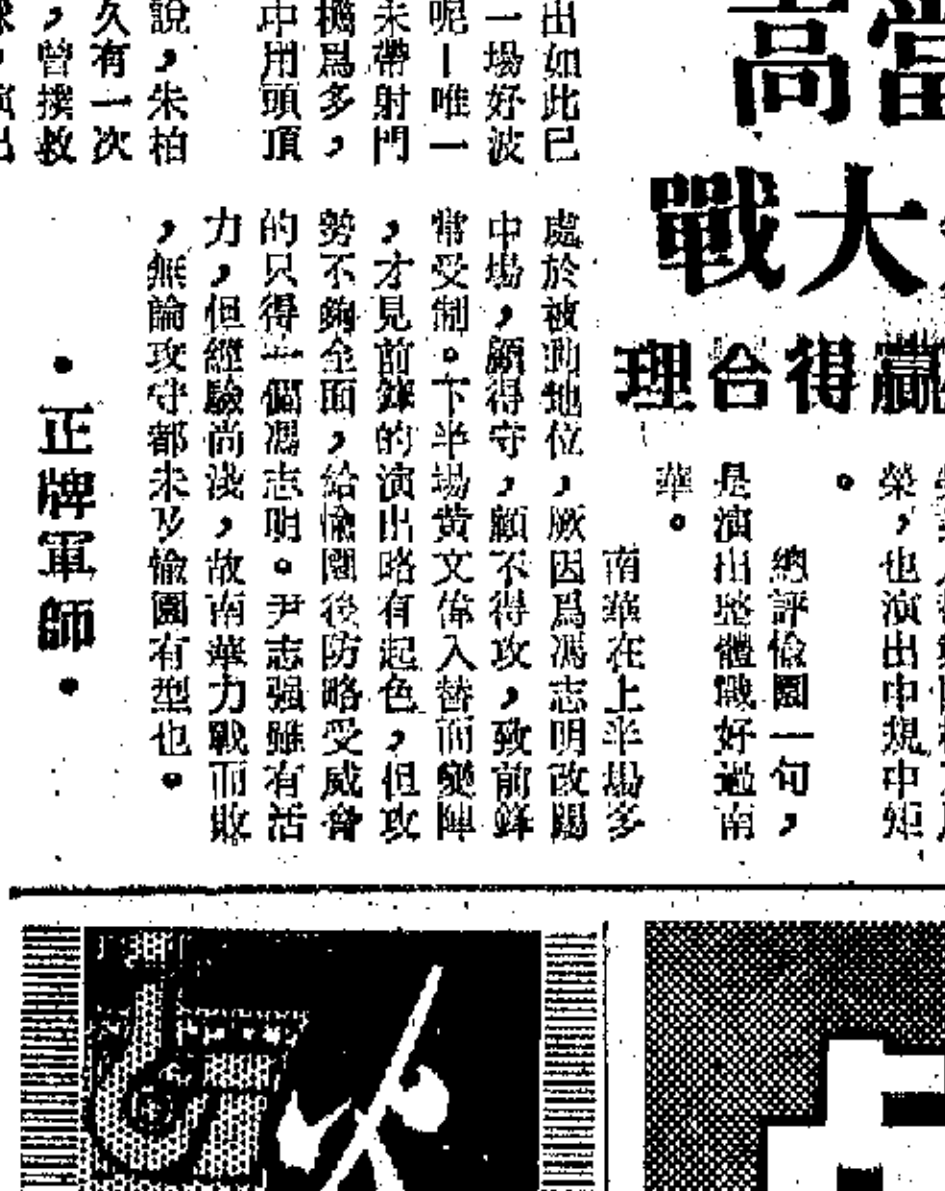 當
高
大戰
贏得合理
出如此已
一場好波
呢—唯一
未帶射門
機爲多，
中用頭頂
說，朱柏
久有一次
，曾撲救
榮，也演出中規中矩
。
總評愉園一句，
是演出整體戰好過南
華。
南華在上半場多
處於被動地位，厥因爲馮志明改踢
中場，顧得守，顧不得攻，致前鋒
常受制。下半場黃文偉入替而變陣
，才見前鋒的演出略有起色，但攻
勢不夠全面，給愉園後防略受威脅
的只得一個馮志明。尹志强雖有活
力，但經驗尚淺，故南華力戰而敗
，無論攻守都未及愉園有型也。
•正牌軍師•